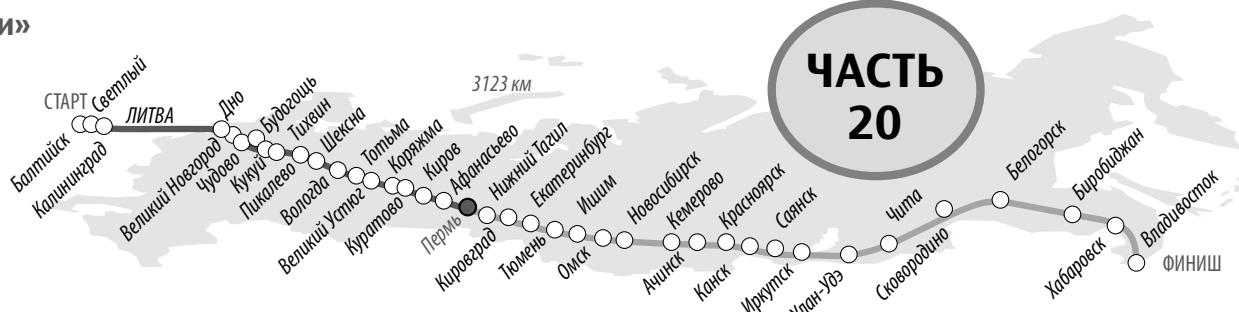 и»
ЧАСТЬ
20
3123 км
СТАРТ
Балтийск
Светлый
Калининград
ЛИТВА
Дно
Великий Новгород
Чудово
Будогощь
Кукуй
Тихвин
Пикалево
Шексна
Вологда
Тотьма
Великий Устюг
Коряжма
Куратово
Киров
Афанасьево
Пермь
Нижний Тагил
Кировград
Екатеринбург
Тюмень
Ишим
Омск
Новосибирск
Кемерово
Ачинск
Красноярск
Канск
Саянск
Иркутск
Улан-Удэ
Чита
Сковородино
Белогорск
Биробиджан
Хабаровск
Владивосток
ФИНИШ